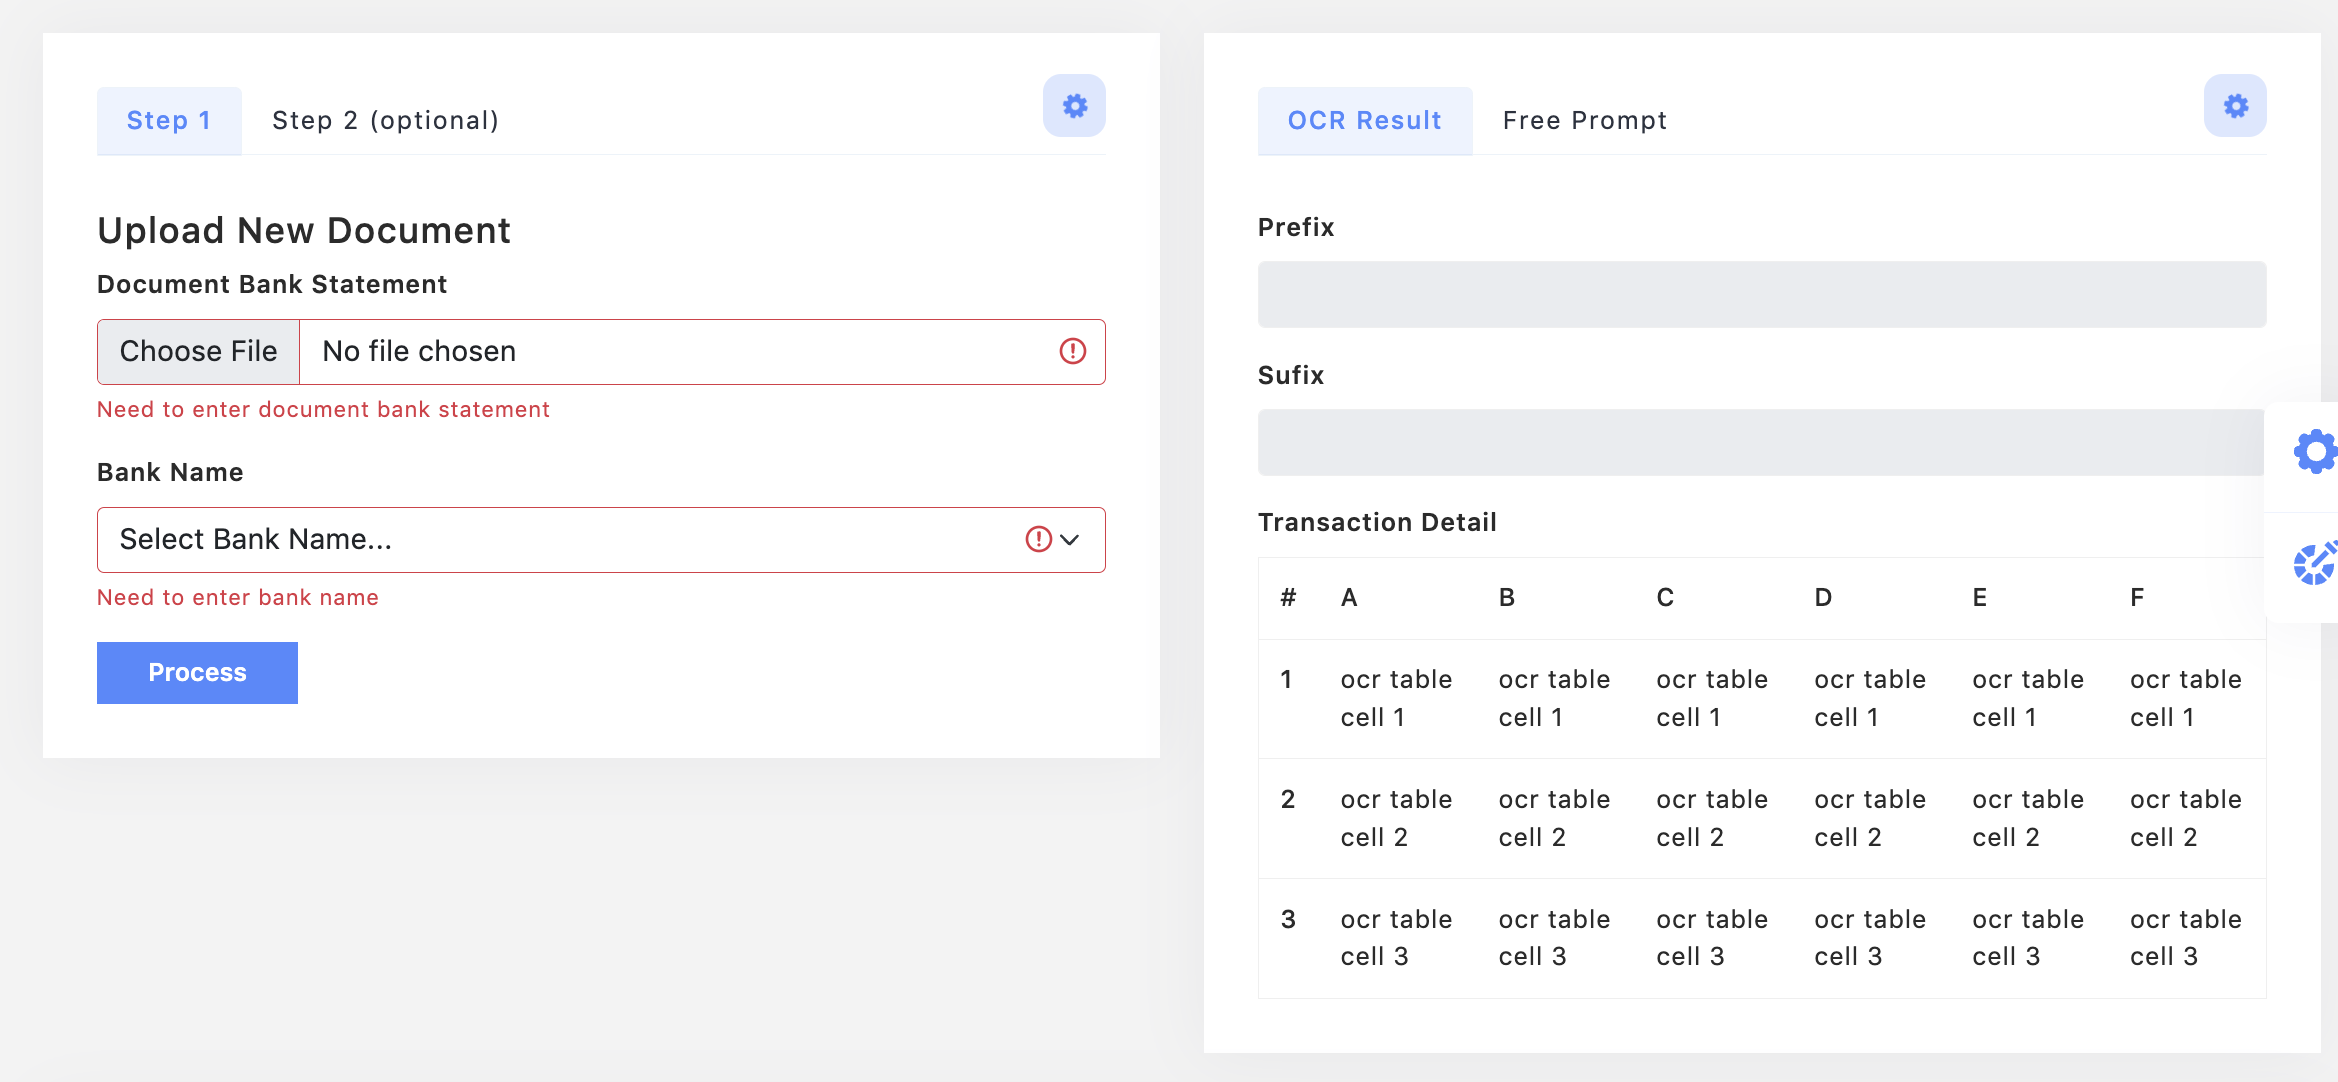 Step 1 Step 2 (optional)
Upload New Document
Document Bank Statement
Choose File No file chosen
Need to enter document bank statement
Bank Name
Select Bank Name...
Need to enter bank name
Process
OCR Result Free Prompt
Prefix
Sufix
Transaction Detail
# A B C D E F
1 ocr table cell 1 ocr table cell 1 ocr table cell 1 ocr table cell 1 ocr table cell 1 ocr table cell 1
2 ocr table cell 2 ocr table cell 2 ocr table cell 2 ocr table cell 2 ocr table cell 2 ocr table cell 2
3 ocr table cell 3 ocr table cell 3 ocr table cell 3 ocr table cell 3 ocr table cell 3 ocr table cell 3